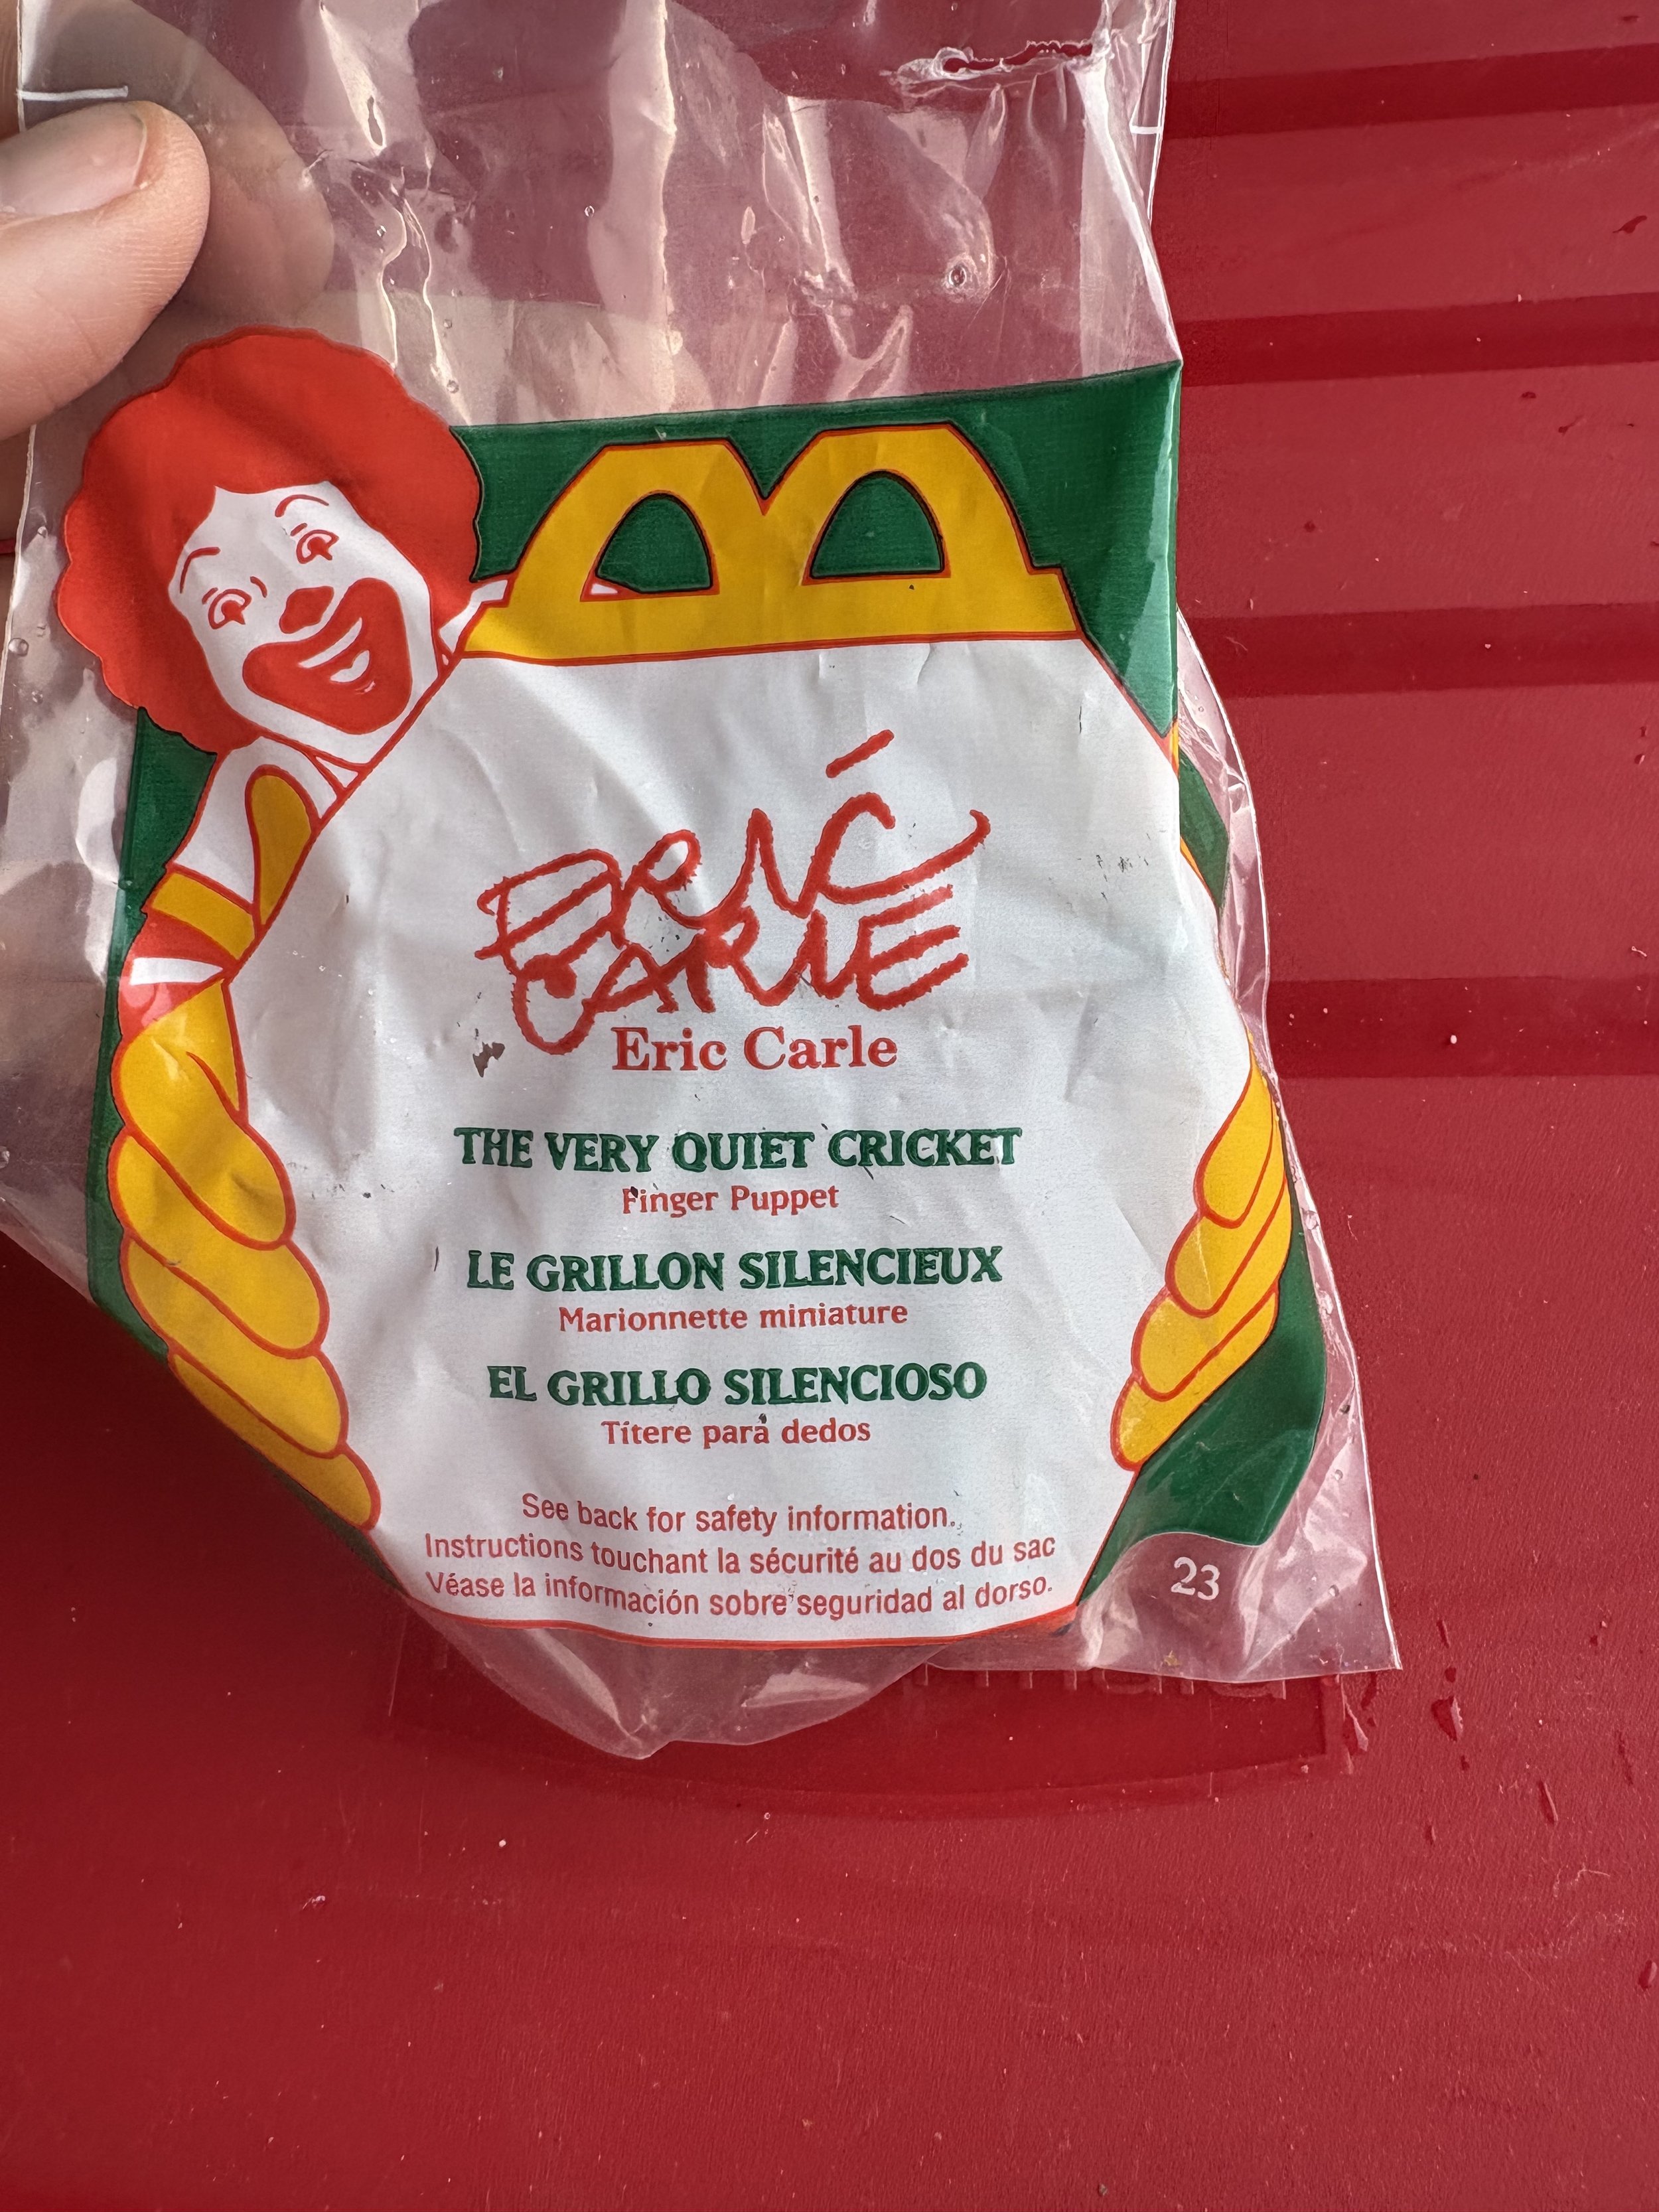 ERIC
CARLE
Eric Carle
THE VERY QUIET CRICKET
Finger Puppet
LE GRILLON SILENCIEUX
Marionnette miniature
EL GRILLO SILENCIOSO
Títere para dedos
See back for safety information.
Instructions touchant la sécurité au dos du sac
Véase la información sobre seguridad al dorso.
23